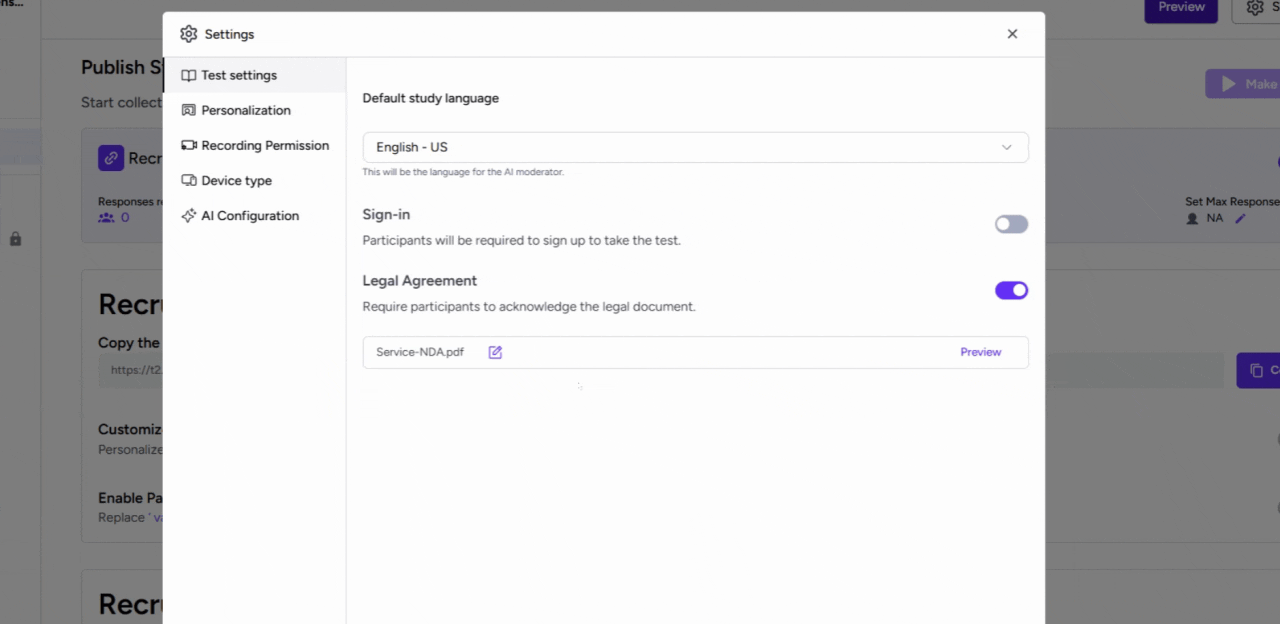 ns...
Preview
Settings
Publish S
Test settings
Start collect
Personalization
Recording Permission
Device type
AI Configuration
Default study language
English - US
This will be the language for the AI moderator.
Sign-in
Participants will be required to sign up to take the test.
Legal Agreement
Require participants to acknowledge the legal document.
Service-NDA.pdf
Preview
Make
Recr
Responses r
0
Set Max Response
NA
Recru
Copy the
https://t2.
Co
Customiz
Personalize
Enable Pa
Replace ` va
Recru